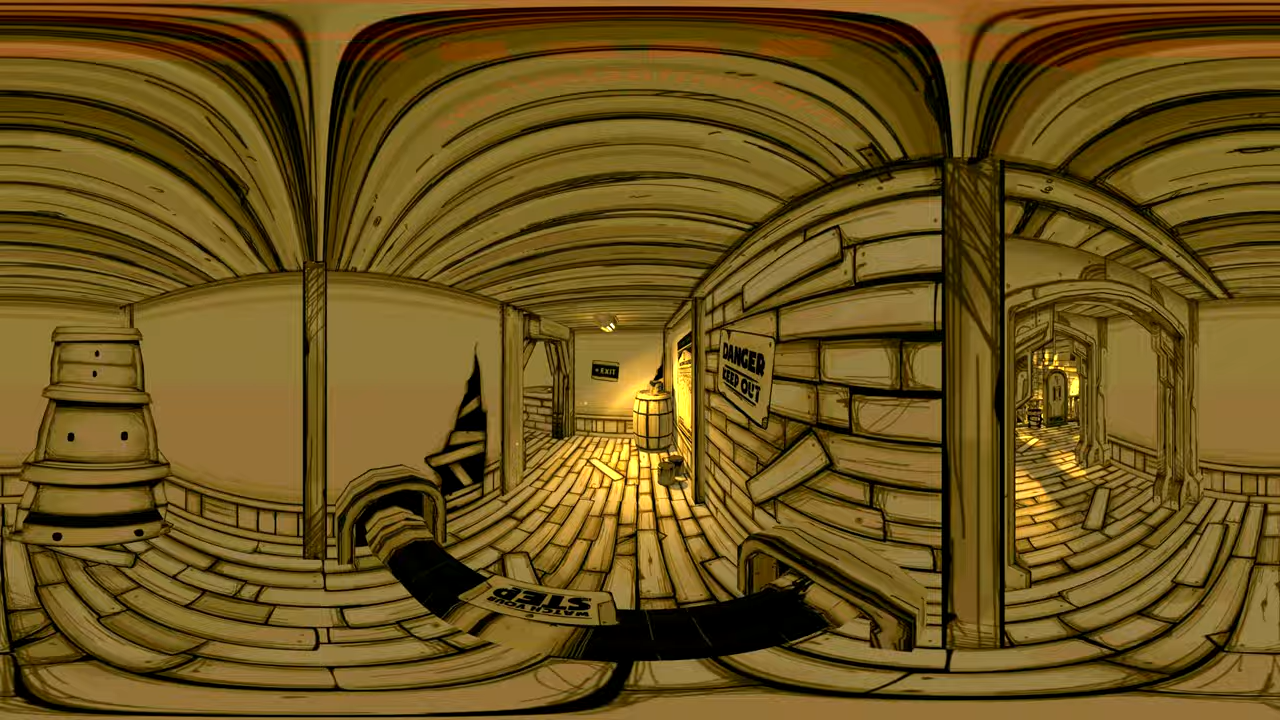 EXIT
DANGER
KEEP OUT
WATCH YOUR
STEP